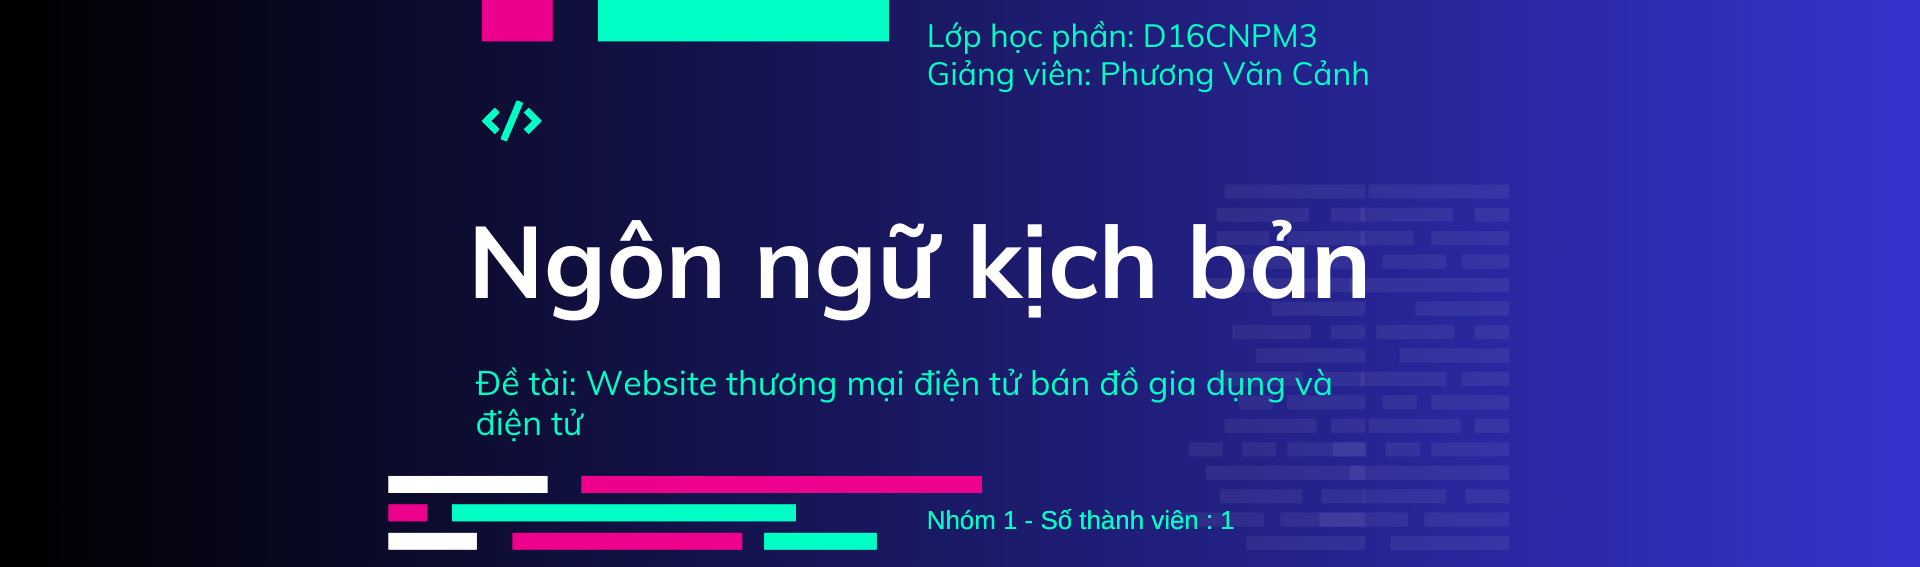 Lớp học phần: D16CNPM3
Giảng viên: Phương Văn Cảnh
</>
Ngôn ngữ kịch bản
Đề tài: Website thương mại điện tử bán đồ gia dụng và
điện tử
Nhóm 1 - Số thành viên : 1